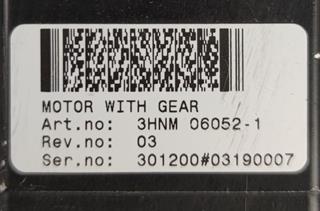 MOTOR WITH GEAR
Art.no: 3HNM 06052-1
Rev.no: 03
Ser.no: 301200#03190007